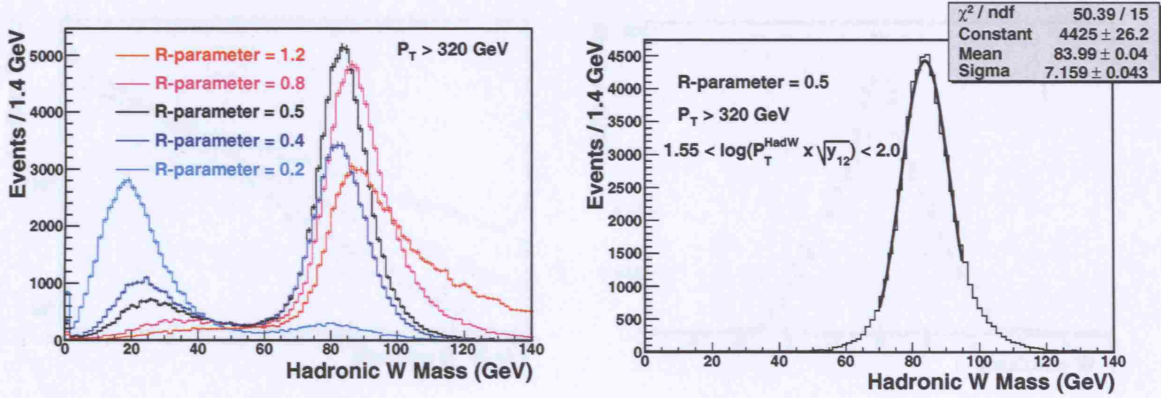 Events / 1.4 GeV
5000
4000
3000
2000
1000
0
R-parameter = 1.2
R-parameter = 0.8
R-parameter = 0.5
R-parameter = 0.4
R-parameter = 0.2
P_T > 320 GeV
0 20 40 60 80 100 120 140
Hadronic W Mass (GeV)
χ² / ndf 50.39 / 15
Constant 4425 ± 26.2
Mean 83.99 ± 0.04
Sigma 7.159 ± 0.043
Events / 1.4 GeV
4500
4000
3500
3000
2500
2000
1500
1000
500
0
R-parameter = 0.5
P_T > 320 GeV
1.55 < log(P_T^HadW x √y_12) < 2.0
0 20 40 60 80 100 120 140
Hadronic W Mass (GeV)